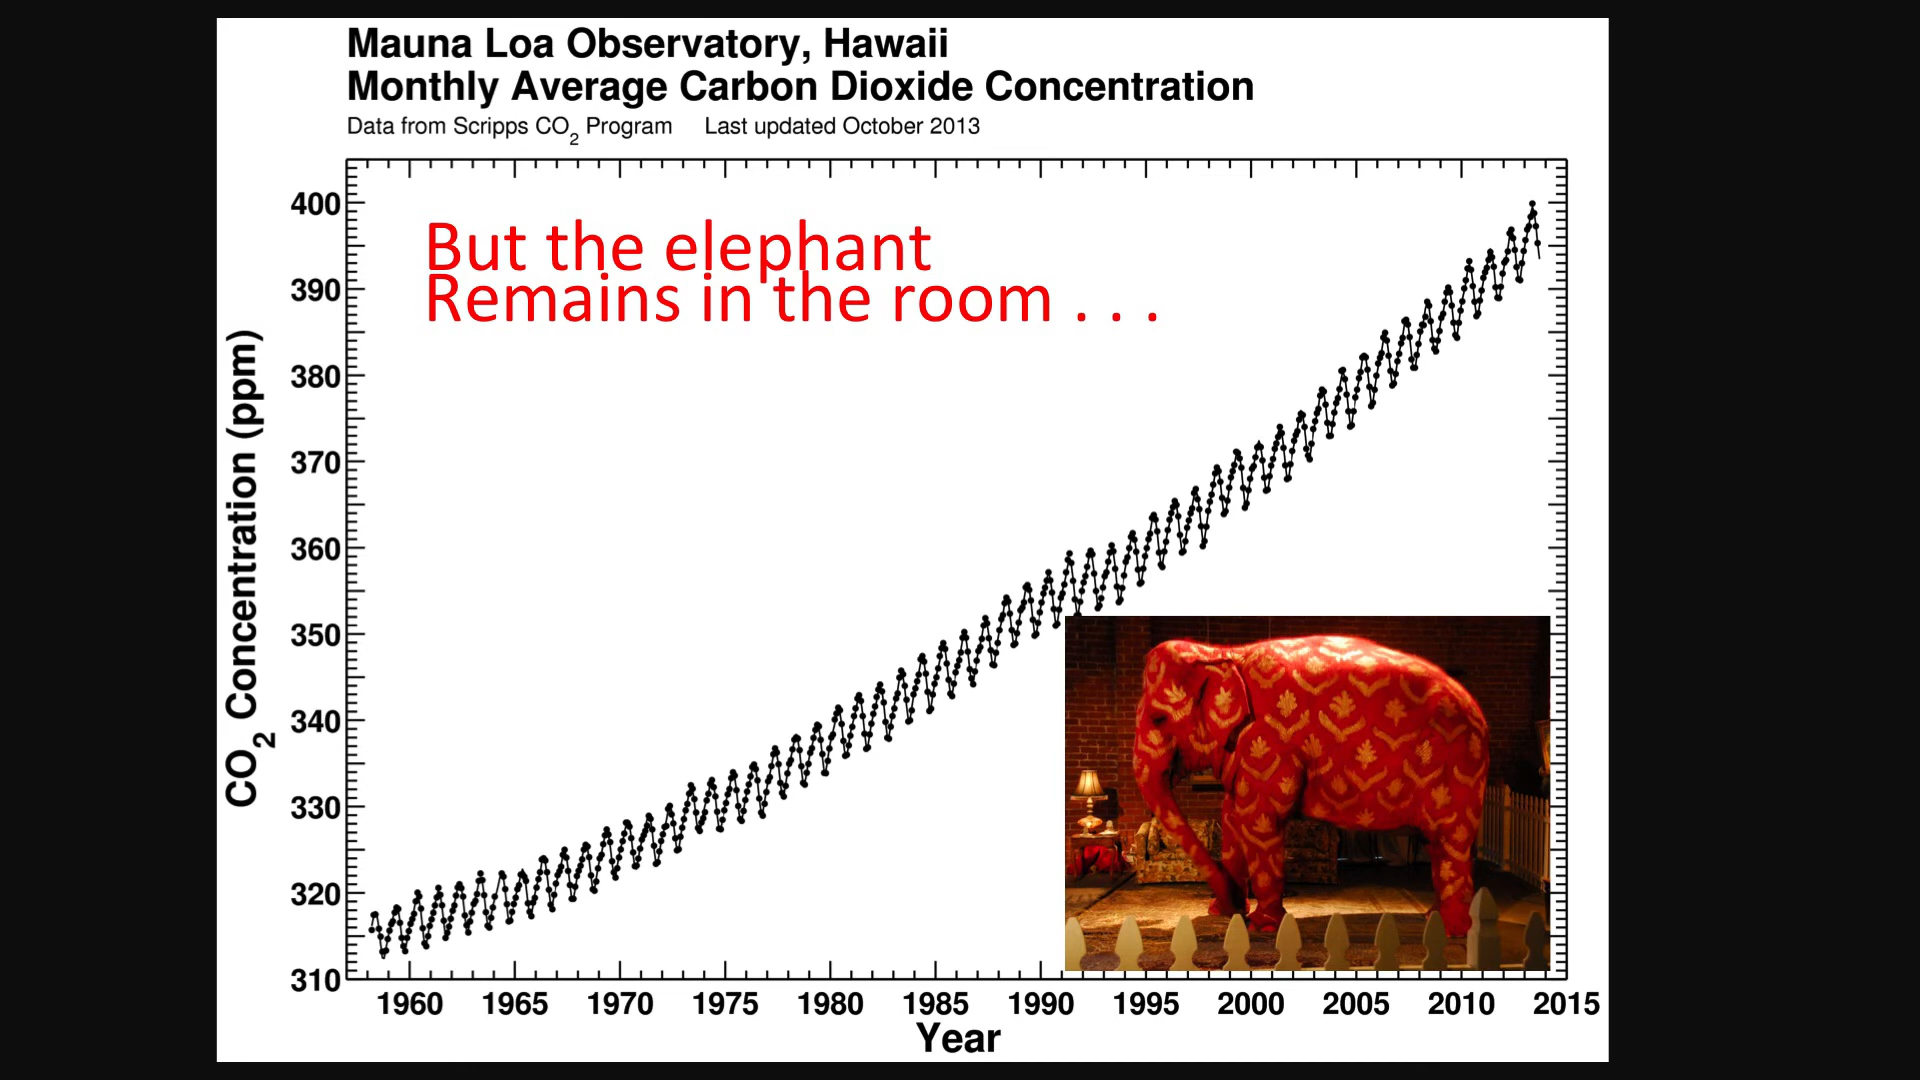 Mauna Loa Observatory, Hawaii
Monthly Average Carbon Dioxide Concentration
Data from Scripps CO2 Program Last updated October 2013
But the elephant
Remains in the room . . .
CO2 Concentration (ppm)
400
390
380
370
360
350
340
330
320
310
1960 1965 1970 1975 1980 1985 1990 1995 2000 2005 2010 2015
Year